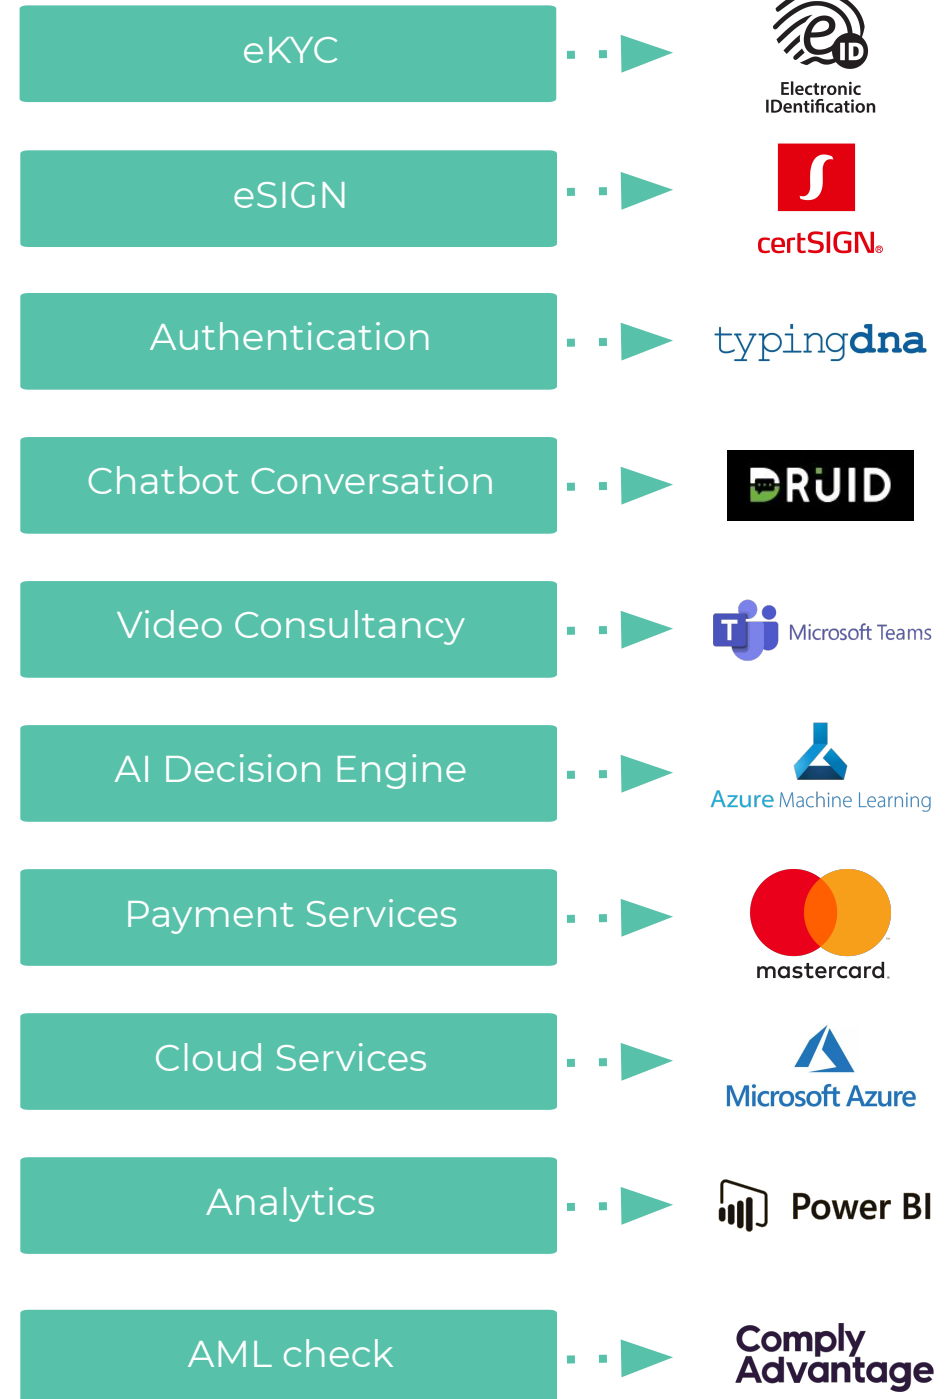 eKYC
eID
Electronic
IDentification
eSIGN
certSIGN®
Authentication
typingdna
Chatbot Conversation
DRUID
Video Consultancy
T
Microsoft Teams
AI Decision Engine
Azure Machine Learning
Payment Services
mastercard.
Cloud Services
Microsoft Azure
Analytics
Power BI
AML check
Comply
Advantage